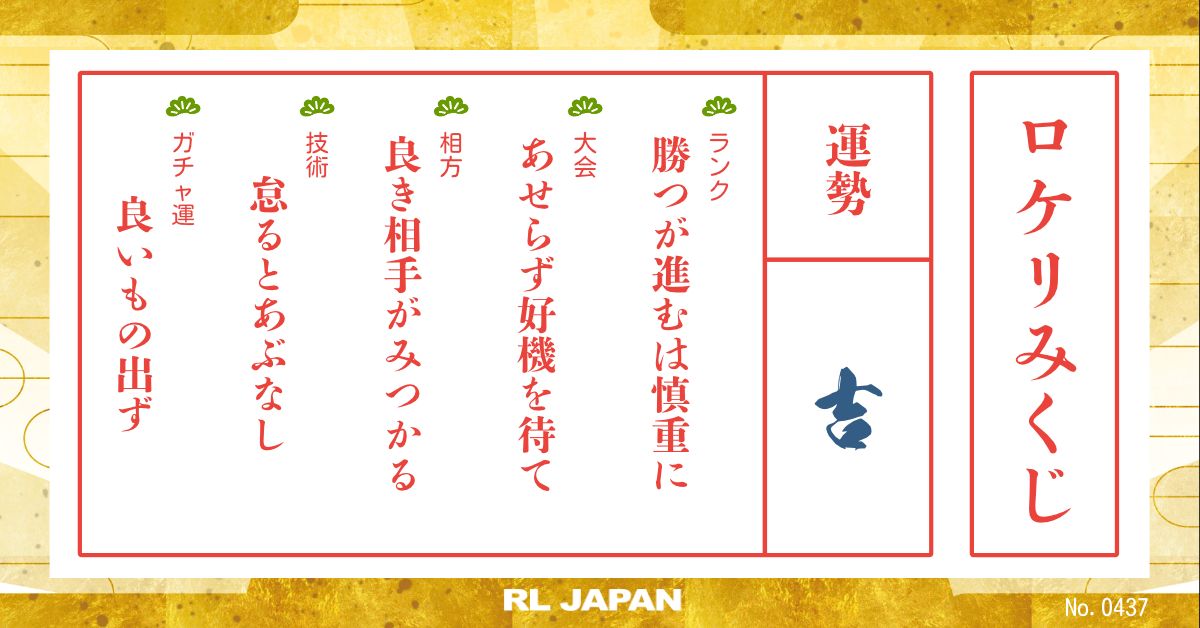 ロケリみくじ
運勢
吉
ランク
勝つが進むは慎重に
大会
あせらず好機を待て
相方
良き相手がみつかる
技術
怠るとあぶなし
ガチャ運
良いもの出ず
RL JAPAN
No. 0437